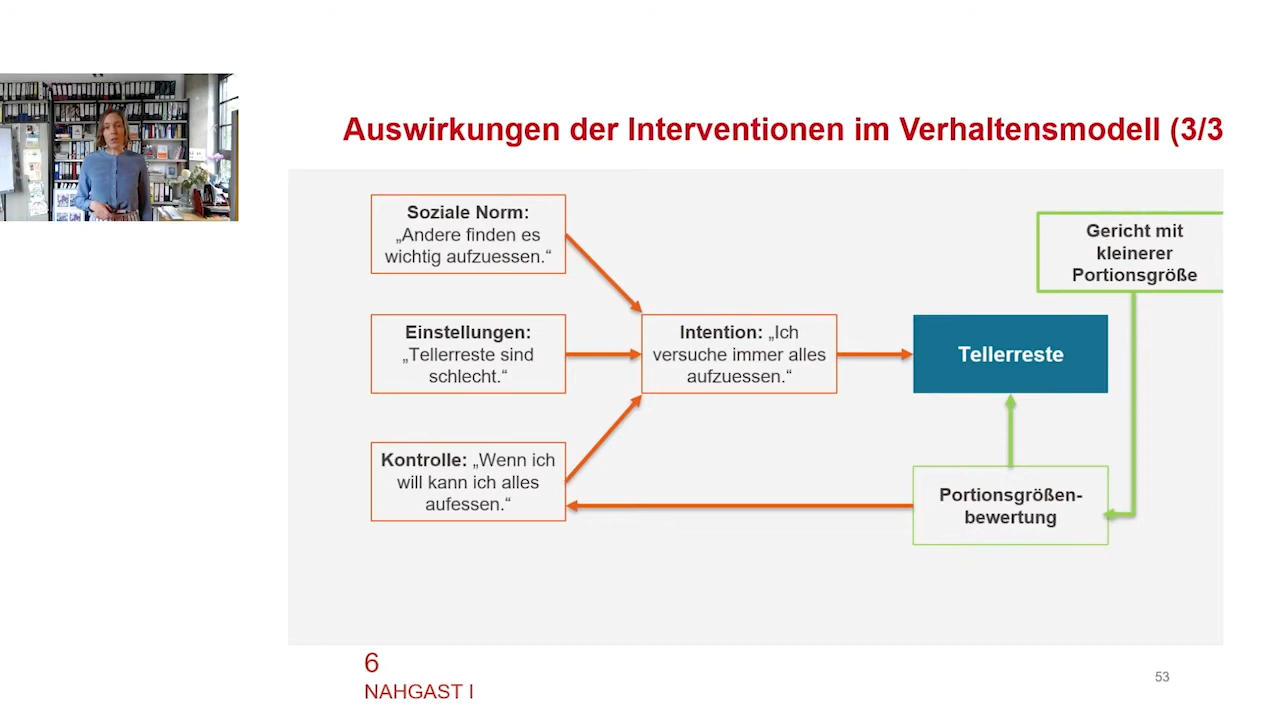 Auswirkungen der Interventionen im Verhaltensmodell (3/3
Soziale Norm:
„Andere finden es
wichtig aufzuessen.“
Gericht mit
kleinerer
Portionsgröße
Einstellungen:
„Tellerreste sind
schlecht.“
Intention: „Ich
versuche immer alles
aufzuessen.“
Tellerreste
Kontrolle: „Wenn ich
will kann ich alles
aufessen.“
Portionsgrößen-
bewertung
6
NAHGAST I
53